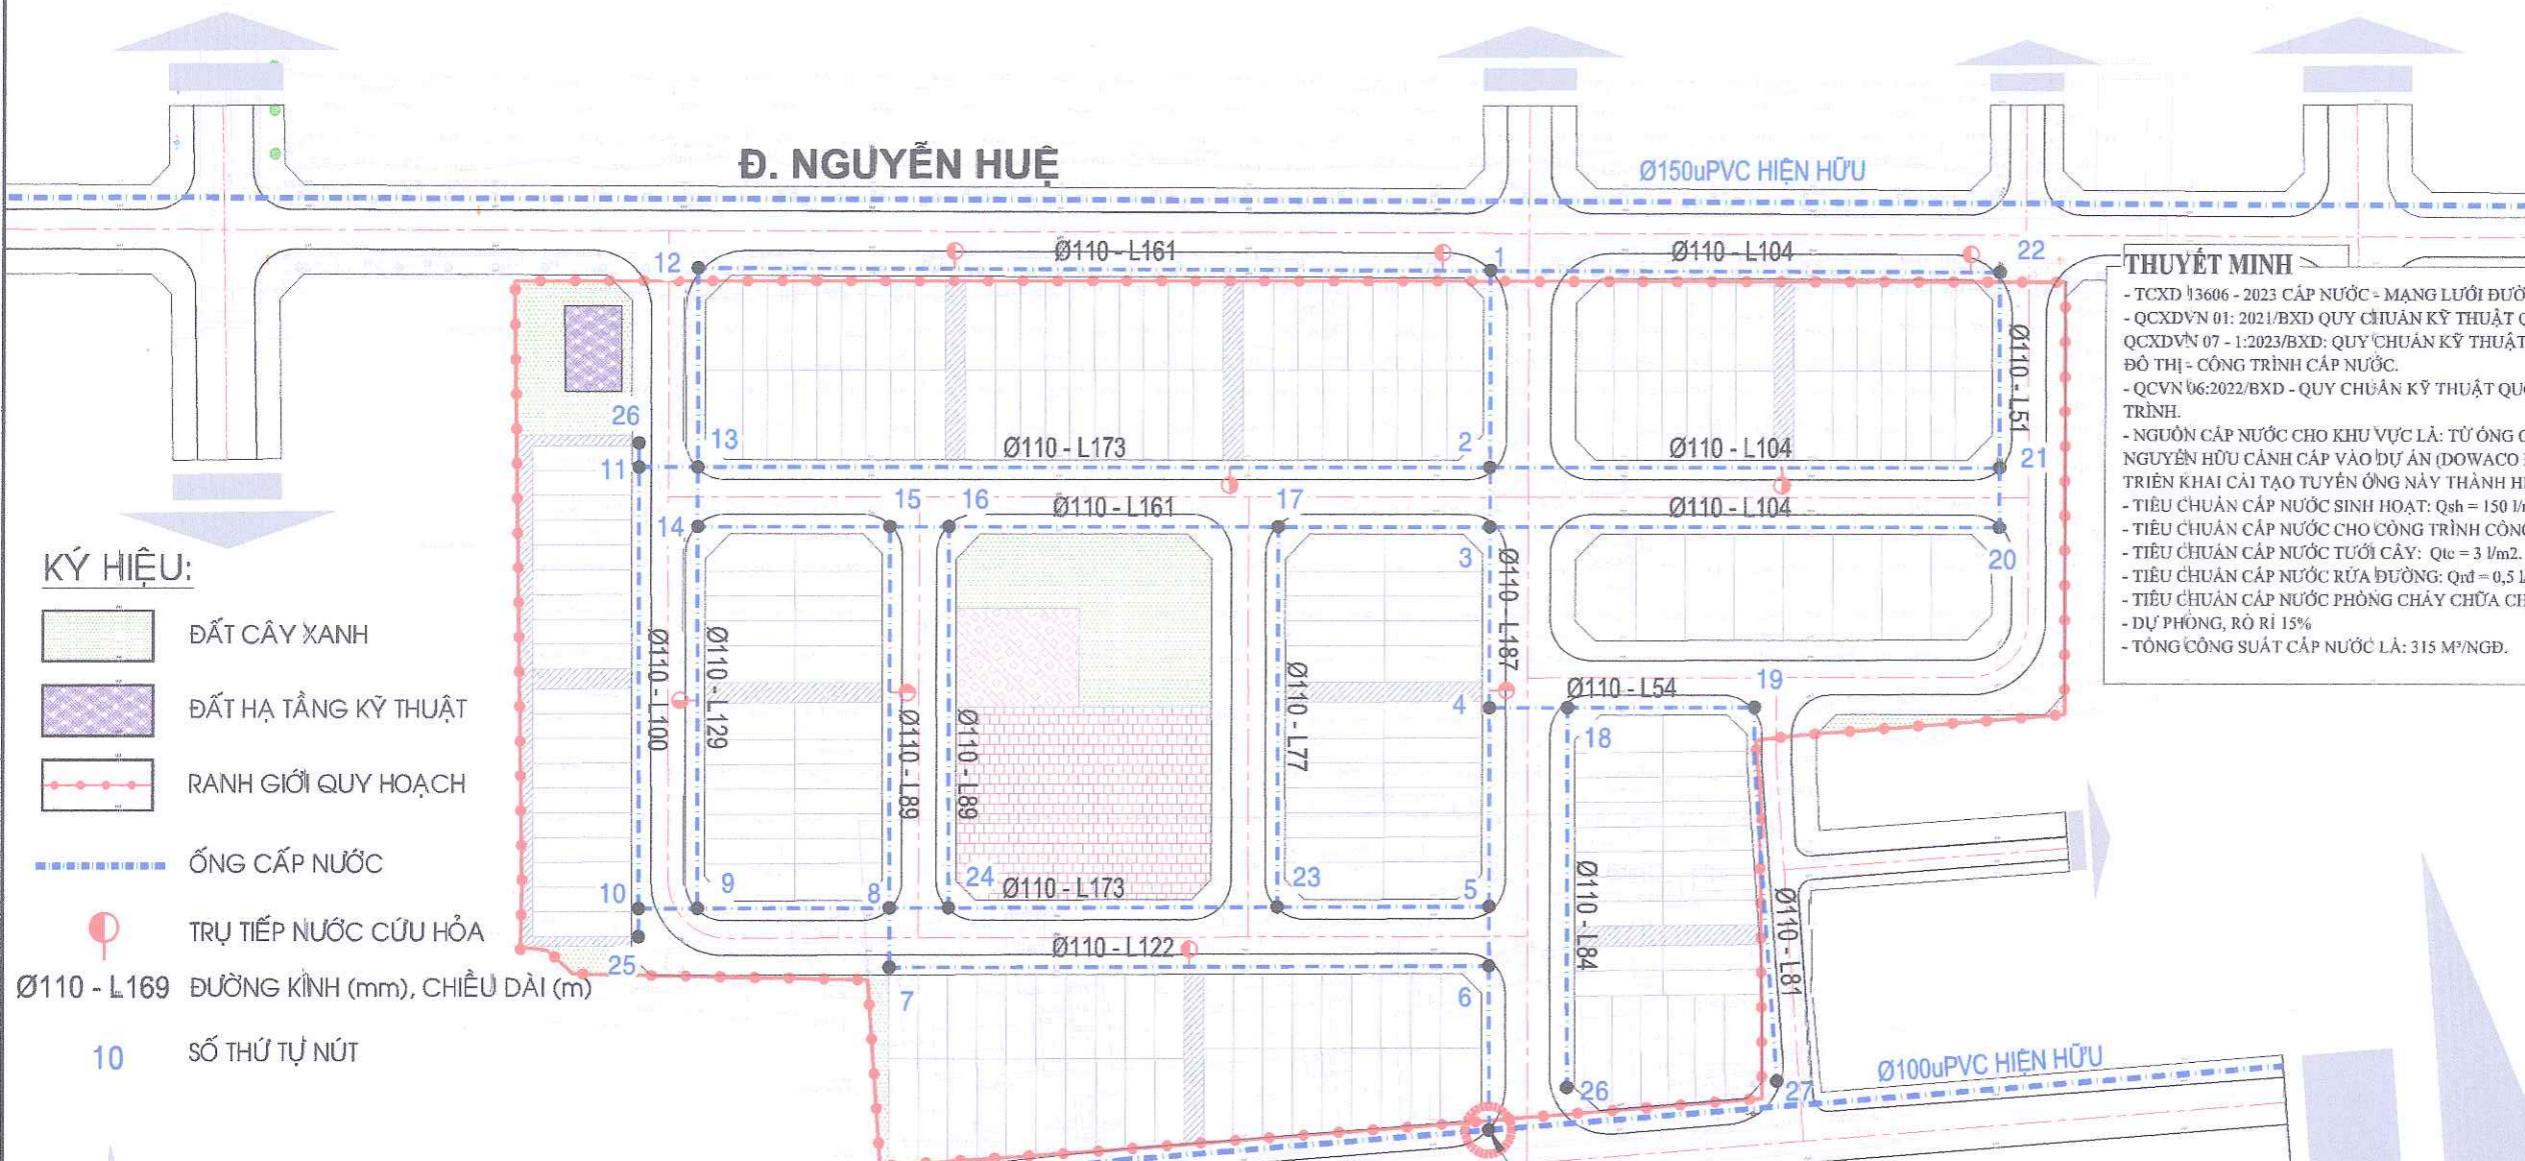 Đ. NGUYỄN HUỆ
Ø150uPVC HIỆN HỮU
12
Ø110 - L161
1
Ø110 - L104
22
Ø110 - L51
26
11
13
Ø110 - L173
2
Ø110 - L104
21
14
15
16
Ø110 - L161
17
3
Ø110 - L104
20
Ø110 - L100
Ø110 - L129
Ø110 - L89
Ø110 - L89
Ø110 - L77
Ø110 - L187
4
Ø110 - L54
19
18
10
9
8
24
Ø110 - L173
23
5
Ø110 - L84
Ø110 - L81
25
7
Ø110 - L122
6
26
27
Ø100uPVC HIỆN HỮU
KÝ HIỆU:
ĐẤT CÂY XANH
ĐẤT HẠ TẦNG KỸ THUẬT
RANH GIỚI QUY HOẠCH
ỐNG CẤP NƯỚC
TRỤ TIẾP NƯỚC CỨU HỎA
Ø110 - L169 ĐƯỜNG KÍNH (mm), CHIỀU DÀI (m)
10 SỐ THỨ TỰ NÚT
THUYẾT MINH
- TCXD 13606 - 2023 CẤP NƯỚC - MẠNG LƯỚI
- QCXDVN 01: 2021/BXD QUY CHUẨN KỸ THUẬT
QCXDVN 07 - 1:2023/BXD: QUY CHUẨN KỸ THUẬT
ĐÔ THỊ - CÔNG TRÌNH CẤP NƯỚC.
- QCVN 06:2022/BXD - QUY CHUẨN KỸ THUẬT
TRÌNH.
- NGUỒN CẤP NƯỚC CHO KHU VỰC LÀ: TỪ ỐNG
NGUYỄN HỮU CẢNH CẤP VÀO DỰ ÁN (DOWACO
TRIỂN KHAI CẢI TẠO TUYẾN ỐNG NÀY THÀNH
- TIÊU CHUẨN CẤP NƯỚC SINH HOẠT: Qsh = 150
- TIÊU CHUẨN CẤP NƯỚC CHO CÔNG TRÌNH
- TIÊU CHUẨN CẤP NƯỚC TƯỚI CÂY: Qtc = 3 l/m2.
- TIÊU CHUẨN CẤP NƯỚC RỬA ĐƯỜNG: Qrđ = 0,5
- TIÊU CHUẨN CẤP NƯỚC PHÒNG CHÁY CHỮA
- DỰ PHÒNG, RÒ RỈ 15%
- TỔNG CÔNG SUẤT CẤP NƯỚC LÀ: 315 M³/NGĐ.